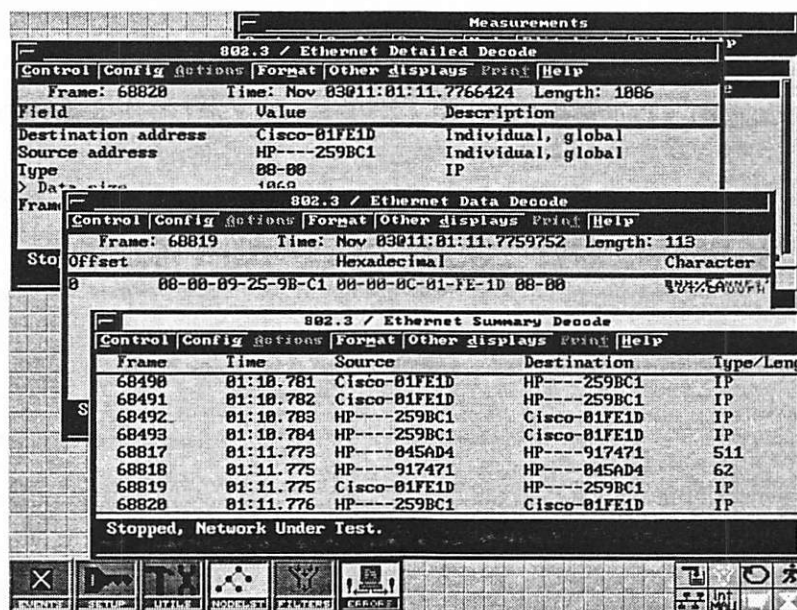 Measurements
802.3 / Ethernet Detailed Decode
Control Config Actions Format Other displays Print Help
Frame: 68820 Time: Nov 03@11:01:11.7766424 Length: 1086
Field Value Description
Destination address Cisco-01FE1D Individual, global
Source address HP----259BC1 Individual, global
Type 08-00 IP
> Data size 1068
Frame
802.3 / Ethernet Data Decode
Control Config Actions Format Other displays Print Help
Frame: 68819 Time: Nov 03@11:01:11.7759752 Length: 113
Stop
Offset Hexadecimal Character
0 08-00-09-25-9B-C1 00-00-0C-01-FE-1D 08-00
802.3 / Ethernet Summary Decode
Control Config Actions Format Other displays Print Help
Frame Time Source Destination Type/Leng
68490 01:10.781 Cisco-01FE1D HP----259BC1 IP
68491 01:10.782 Cisco-01FE1D HP----259BC1 IP
68492 01:10.783 HP----259BC1 Cisco-01FE1D IP
68493 01:10.784 HP----259BC1 Cisco-01FE1D IP
68817 01:11.773 HP----045AD4 HP----917471 511
68818 01:11.775 HP----917471 HP----045AD4 62
68819 01:11.775 Cisco-01FE1D HP----259BC1 IP
68820 01:11.776 HP----259BC1 Cisco-01FE1D IP
S
Stopped, Network Under Test.
EVENTS SETUP UTILS NODELST FILTERS ERRORS
Int